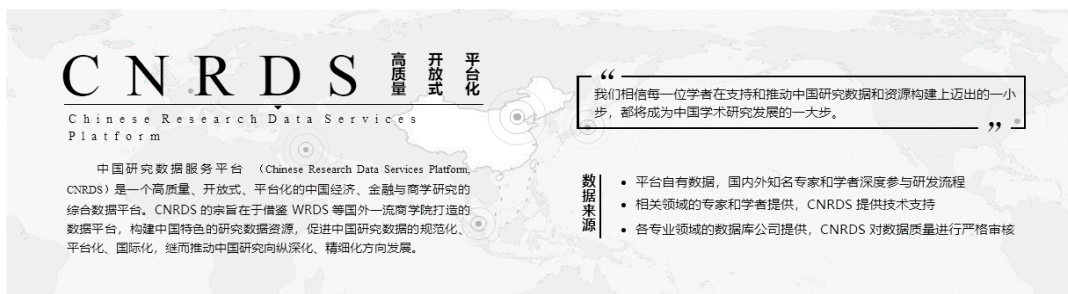 CNRDS
高质量
开放式
平台化
Chinese Research Data Services
Platform
中国研究数据服务平台 （Chinese Research Data Services Platform,
CNRDS）是一个高质量、开放式、平台化的中国经济、金融与商学研究的
综合数据平台。CNRDS 的宗旨在于借鉴 WRDS 等国外一流商学院打造的
数据平台，构建中国特色的研究数据资源，促进中国研究数据的规范化、
平台化、国际化，继而推动中国研究向纵深化、精细化方向发展。
“
我们相信每一位学者在支持和推动中国研究数据和资源构建上迈出的一小
步，都将成为中国学术研究发展的一大步。
”
数据来源
• 平台自有数据，国内外知名专家和学者深度参与研发流程
• 相关领域的专家和学者提供，CNRDS 提供技术支持
• 各专业领域的数据库公司提供，CNRDS 对数据质量进行严格审核